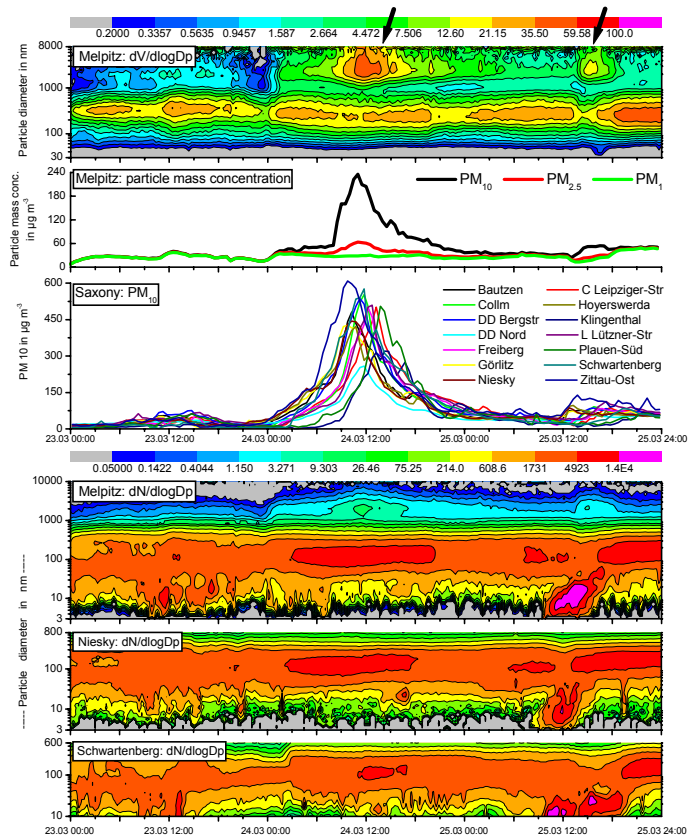 0.2000 0.3357 0.5635 0.9457 1.587 2.664 4.472 7.506 12.60 21.15 35.50 59.58 100.0
8000
1000
100
30
Particle diameter in nm
Melpitz: dV/dlogDp
240
180
120
60
0
Particle mass conc.
in µg m-3
Melpitz: particle mass concentration
PM10 PM2.5 PM1
600
450
300
150
0
PM 10 in µg m-3
Saxony: PM10
Bautzen C Leipziger-Str
Collm Hoyerswerda
DD Bergstr Klingenthal
DD Nord L Lützner-Str
Freiberg Plauen-Süd
Görlitz Schwartenberg
Niesky Zittau-Ost
23.03 00:00 23.03 12:00 24.03 00:00 24.03 12:00 25.03 00:00 25.03 12:00 25.03 24:00
0.05000 0.1422 0.4044 1.150 3.271 9.303 26.46 75.25 214.0 608.6 1731 4923 1.4E4
10000
1000
100
10
3
Melpitz: dN/dlogDp
----- Particle diameter in nm -----
800
100
10
3
Niesky: dN/dlogDp
600
100
10
Schwartenberg: dN/dlogDp
23.03 00:00 23.03 12:00 24.03 00:00 24.03 12:00 25.03 00:00 25.03 12:00 25.03 24:00